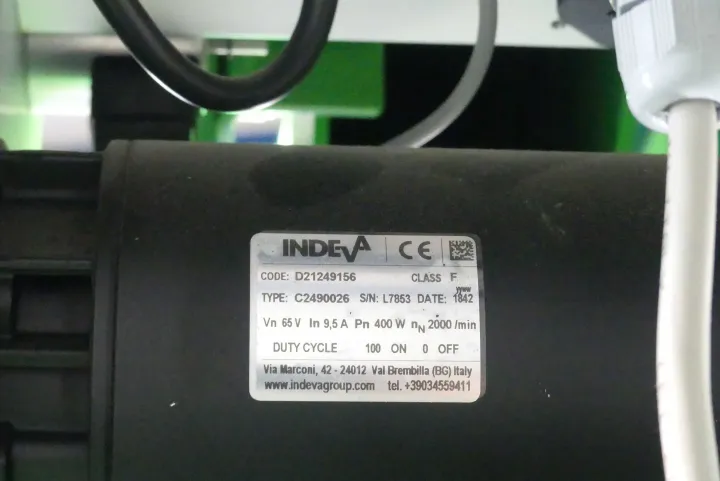 INDEVA CE
CODE: D21249156 CLASS F
yyww
TYPE: C2490026 S/N: L7853 DATE: 1842
Vn 65 V In 9,5 A Pn 400 W nN 2000 /min
DUTY CYCLE 100 ON 0 OFF
Via Marconi, 42 - 24012 Val Brembilla (BG) Italy
www.indevagroup.com tel. +39034559411